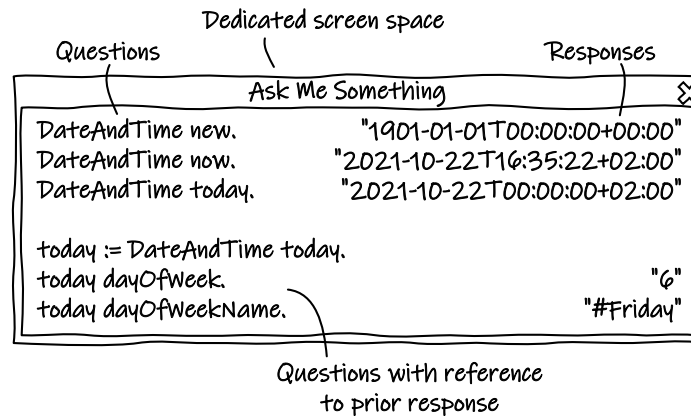 Dedicated screen space
Questions
Responses
Ask Me Something
DateAndTime new. "1901-01-01T00:00:00+00:00"
DateAndTime now. "2021-10-22T16:35:22+02:00"
DateAndTime today. "2021-10-22T00:00:00+02:00"
today := DateAndTime today.
today dayOfWeek. "6"
today dayOfWeekName. "#Friday"
Questions with reference
to prior response